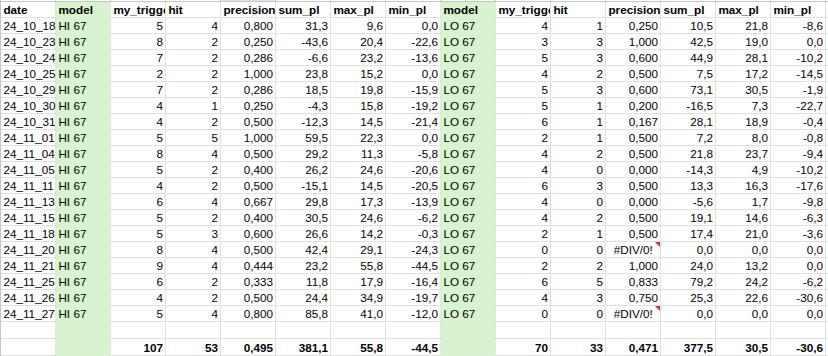 date model my_trigge hit precision sum_pl max_pl min_pl model my_trigge hit precision sum_pl max_pl min_pl
24_10_18 HI 67 5 4 0,800 31,3 9,6 0,0 LO 67 4 1 0,250 10,5 21,8 -8,6
24_10_23 HI 67 8 2 0,250 -43,6 20,4 -22,6 LO 67 3 3 1,000 42,5 19,0 0,0
24_10_24 HI 67 7 2 0,286 -6,6 23,2 -13,6 LO 67 5 3 0,600 44,9 28,1 -10,2
24_10_25 HI 67 2 2 1,000 23,8 15,2 0,0 LO 67 4 2 0,500 7,5 17,2 -14,5
24_10_29 HI 67 7 2 0,286 18,5 19,8 -15,9 LO 67 5 3 0,600 73,1 30,5 -1,9
24_10_30 HI 67 4 1 0,250 -4,3 15,8 -19,2 LO 67 5 1 0,200 -16,5 7,3 -22,7
24_10_31 HI 67 4 2 0,500 -12,3 14,5 -21,4 LO 67 6 1 0,167 28,1 18,9 -0,4
24_11_01 HI 67 5 5 1,000 59,5 22,3 0,0 LO 67 2 1 0,500 7,2 8,0 -0,8
24_11_04 HI 67 8 4 0,500 29,2 11,3 -5,8 LO 67 4 2 0,500 21,8 23,7 -9,4
24_11_05 HI 67 5 2 0,400 26,2 24,6 -20,6 LO 67 4 0 0,000 -14,3 4,9 -10,2
24_11_11 HI 67 4 2 0,500 -15,1 14,5 -20,5 LO 67 6 3 0,500 13,3 16,3 -17,6
24_11_13 HI 67 6 4 0,667 29,8 17,3 -13,9 LO 67 4 0 0,000 -5,6 1,7 -9,8
24_11_15 HI 67 5 2 0,400 30,5 24,6 -6,2 LO 67 4 2 0,500 19,1 14,6 -6,3
24_11_18 HI 67 5 3 0,600 26,6 14,2 -0,3 LO 67 2 1 0,500 17,4 21,0 -3,6
24_11_20 HI 67 8 4 0,500 42,4 29,1 -24,3 LO 67 0 0 #DIV/0! 0,0 0,0 0,0
24_11_21 HI 67 9 4 0,444 23,2 55,8 -44,5 LO 67 2 2 1,000 24,0 13,2 0,0
24_11_25 HI 67 6 2 0,333 11,8 17,9 -16,4 LO 67 6 5 0,833 79,2 24,2 -6,2
24_11_26 HI 67 4 2 0,500 24,4 34,9 -19,7 LO 67 4 3 0,750 25,3 22,6 -30,6
24_11_27 HI 67 5 4 0,800 85,8 41,0 -12,0 LO 67 0 0 #DIV/0! 0,0 0,0 0,0
107 53 0,495 381,1 55,8 -44,5 70 33 0,471 377,5 30,5 -30,6